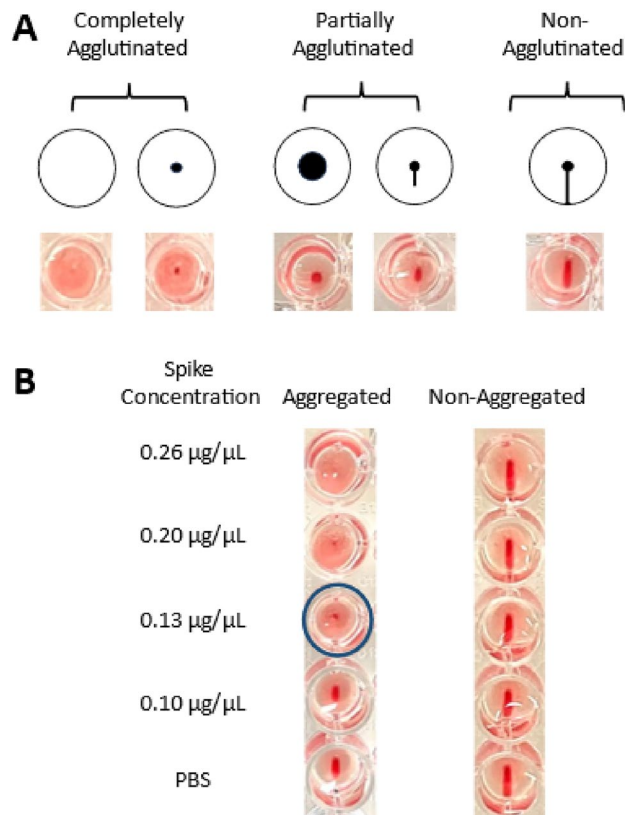 A
Completely
Agglutinated
Partially
Agglutinated
Non-
Agglutinated
B
Spike
Concentration
Aggregated
Non-Aggregated
0.26 µg/µL
0.20 µg/µL
0.13 µg/µL
0.10 µg/µL
PBS